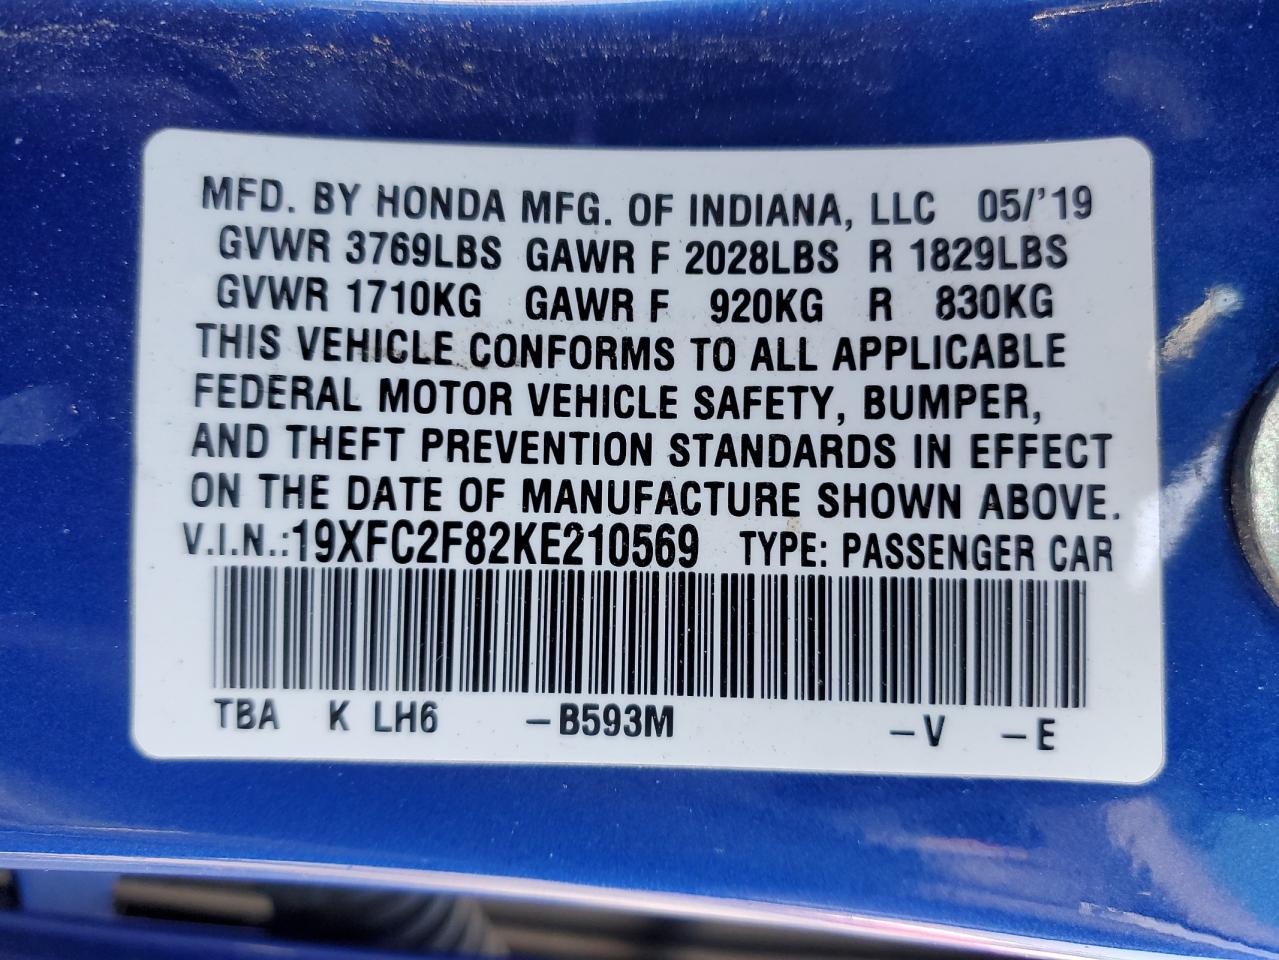 MFD. BY HONDA MFG. OF INDIANA, LLC 05/'19
GVWR 3769LBS GAWR F 2028LBS R 1829LBS
GVWR 1710KG GAWR F 920KG R 830KG
THIS VEHICLE CONFORMS TO ALL APPLICABLE
FEDERAL MOTOR VEHICLE SAFETY, BUMPER,
AND THEFT PREVENTION STANDARDS IN EFFECT
ON THE DATE OF MANUFACTURE SHOWN ABOVE.
V.I.N.:19XFC2F82KE210569 TYPE: PASSENGER CAR
TBA K LH6 –B593M –V –E